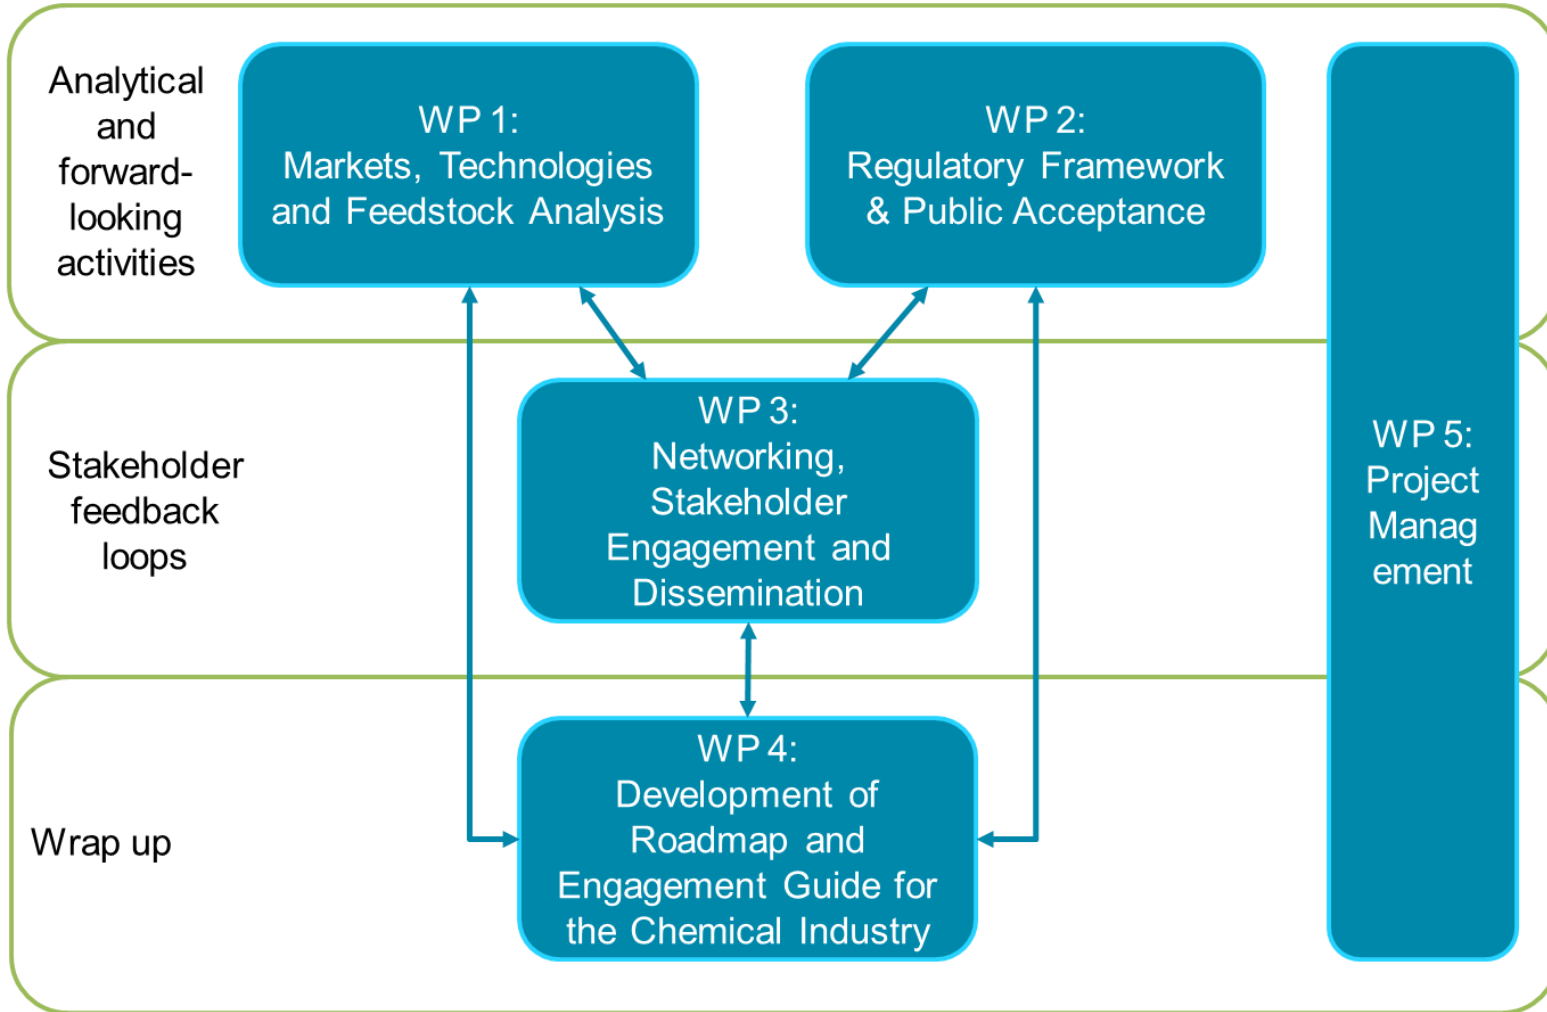 Analytical
and
forward-
looking
activities
WP 1:
Markets, Technologies
and Feedstock Analysis
WP 2:
Regulatory Framework
& Public Acceptance
Stakeholder
feedback
loops
WP 3:
Networking,
Stakeholder
Engagement and
Dissemination
WP 5:
Project
Manag
ement
Wrap up
WP 4:
Development of
Roadmap and
Engagement Guide for
the Chemical Industry